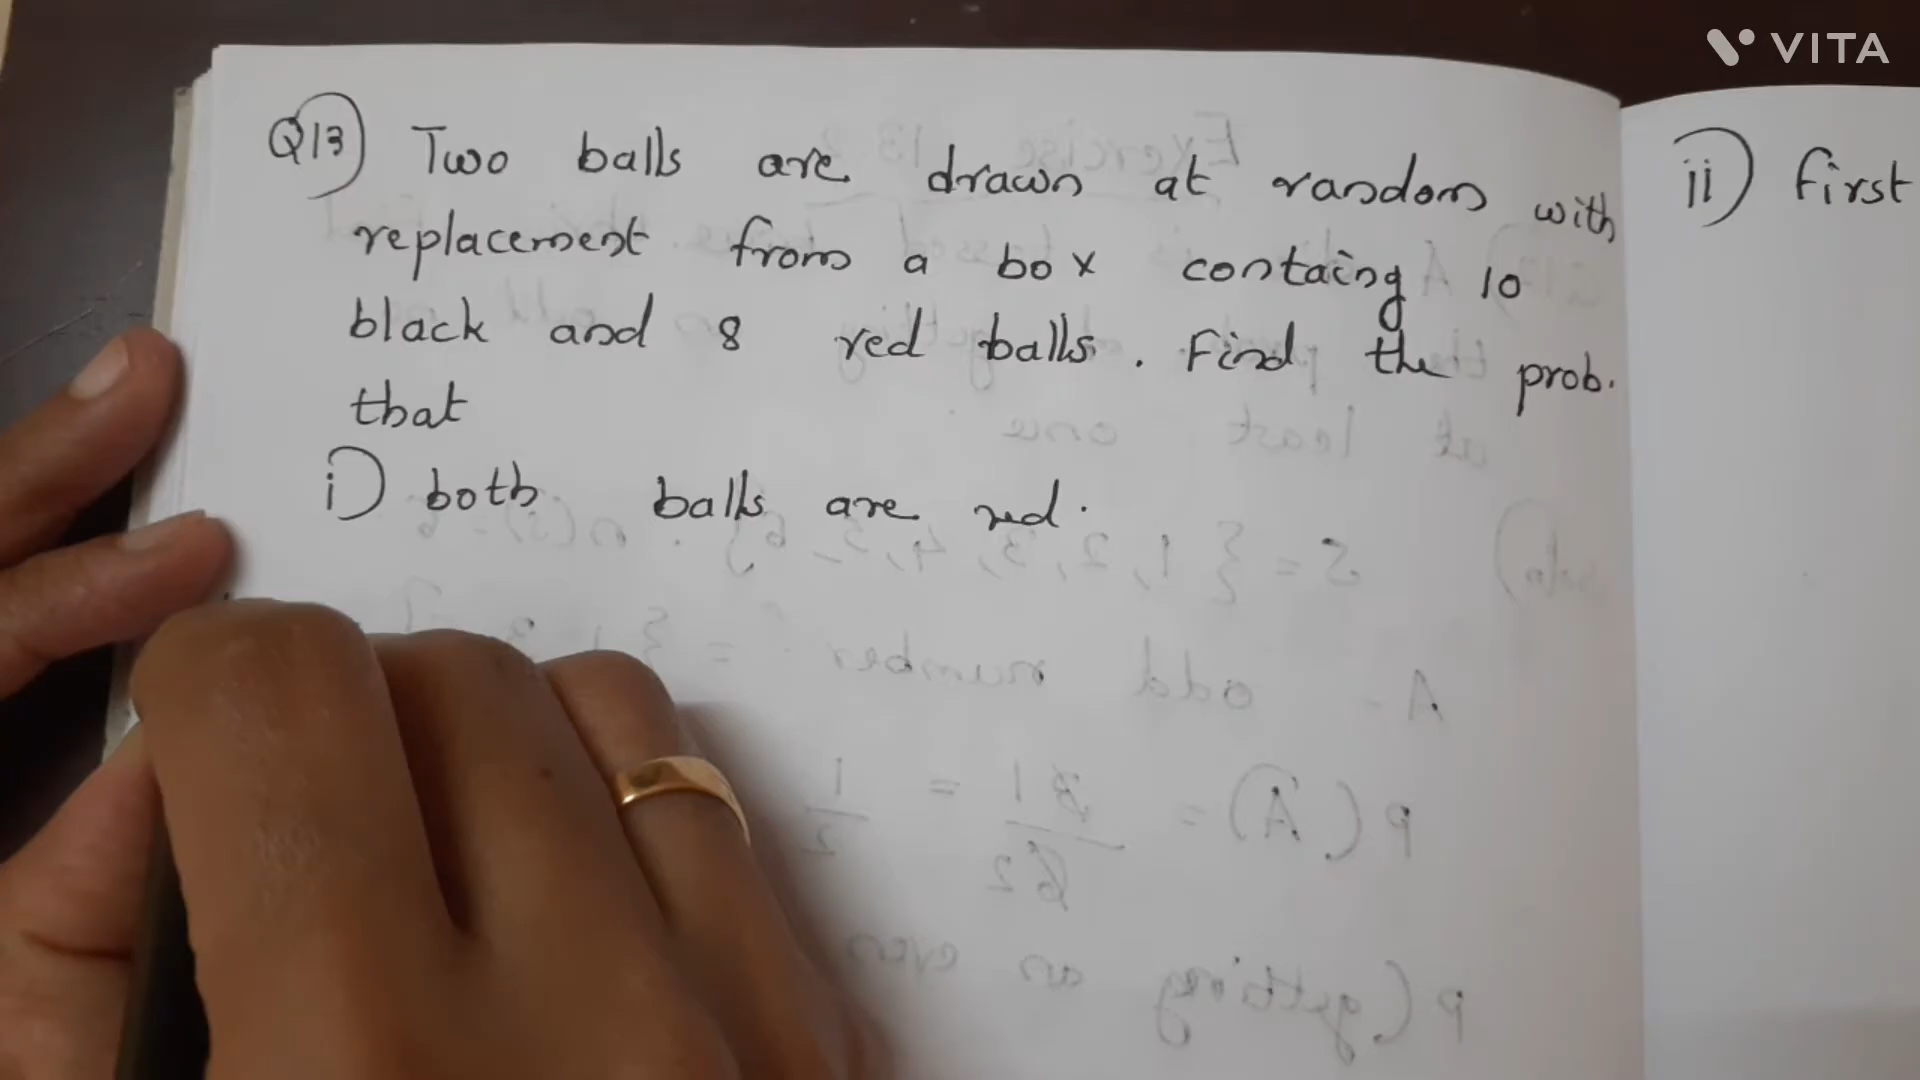 VITA
Q13) Two balls are drawn at random with
replacement from a box containg 10
black and 8 red balls. Find the prob.
that
i) both balls are red.
ii) first